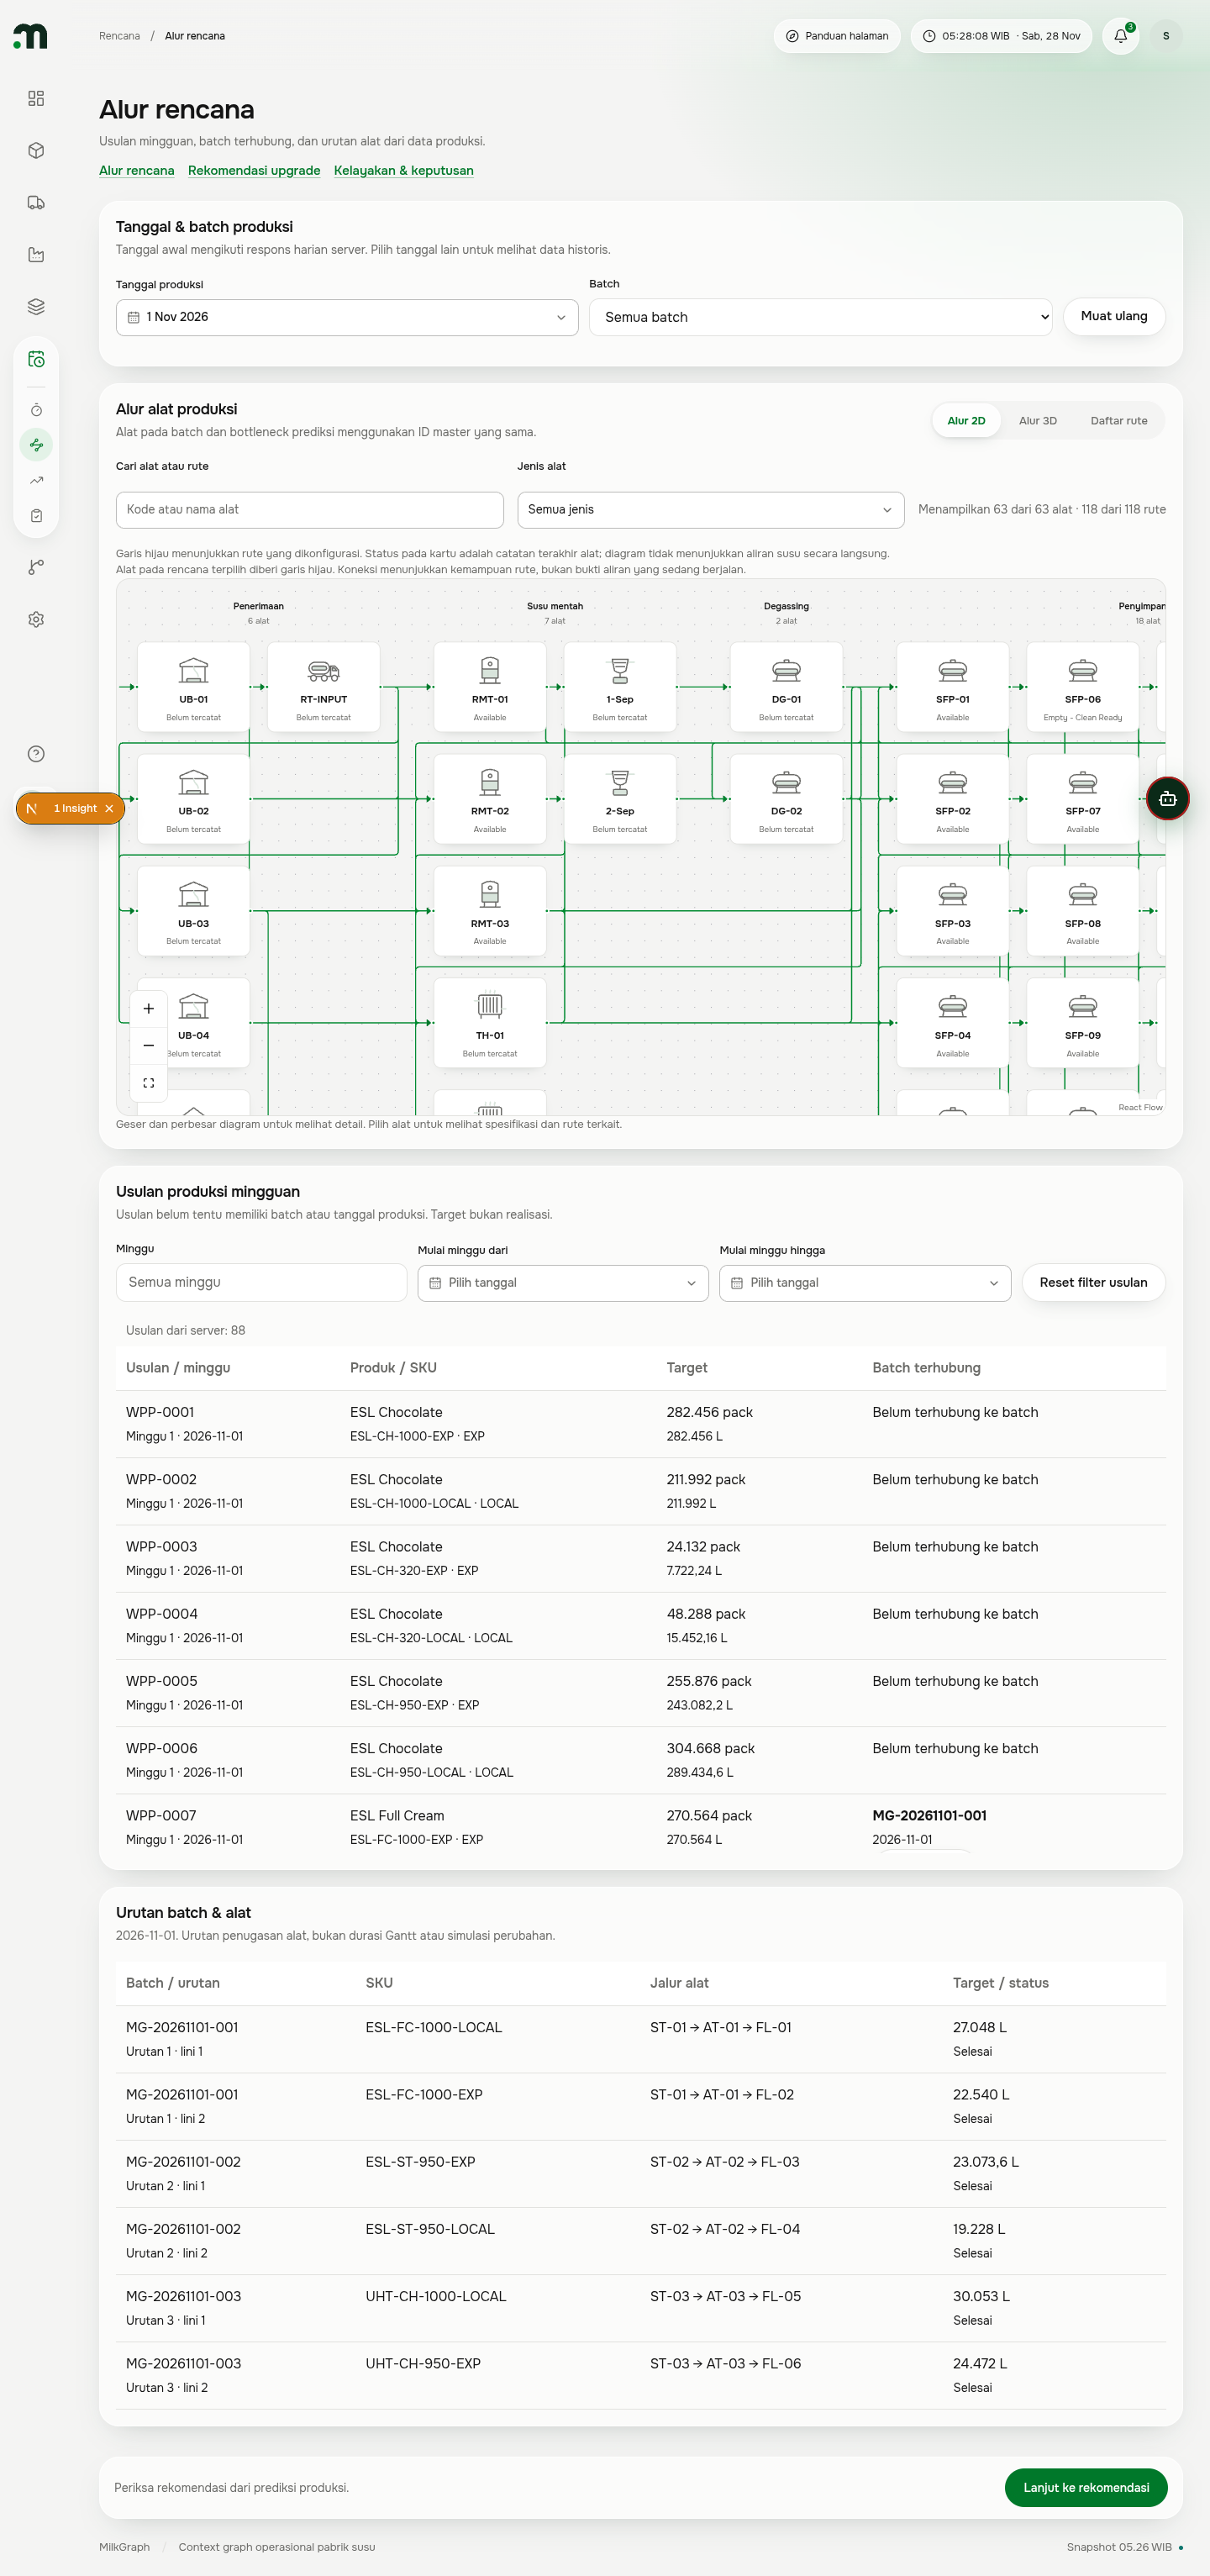 Rencana / Alur rencana
Panduan halaman
05:28:08 WIB · Sab, 28 Nov
3
S
Alur rencana
Usulan mingguan, batch terhubung, dan urutan alat dari data produksi.
Alur rencana Rekomendasi upgrade Kelayakan & keputusan
Tanggal & batch produksi
Tanggal awal mengikuti respons harian server. Pilih tanggal lain untuk melihat data historis.
Tanggal produksi
Batch
1 Nov 2026
Semua batch
Muat ulang
Alur alat produksi
Alat pada batch dan bottleneck prediksi menggunakan ID master yang sama.
Alur 2D Alur 3D Daftar rute
Cari alat atau rute
Jenis alat
Kode atau nama alat
Semua jenis
Menampilkan 63 dari 63 alat · 118 dari 118 rute
Garis hijau menunjukkan rute yang dikonfigurasi. Status pada kartu adalah catatan terakhir alat; diagram tidak menunjukkan aliran susu secara langsung.
Alat pada rencana terpilih diberi garis hijau. Koneksi menunjukkan kemampuan rute, bukan bukti aliran yang sedang berjalan.
Penerimaan
6 alat
Susu mentah
7 alat
Degassing
2 alat
Penyimpan
18 alat
UB-01
Belum tercatat
RT-INPUT
Belum tercatat
RMT-01
Available
1-Sep
Belum tercatat
DG-01
Belum tercatat
SFP-01
Available
SFP-06
Empty - Clean Ready
UB-02
Belum tercatat
RMT-02
Available
2-Sep
Belum tercatat
DG-02
Belum tercatat
SFP-02
Available
SFP-07
Available
1 Insight
UB-03
Belum tercatat
RMT-03
Available
SFP-03
Available
SFP-08
Available
UB-04
Belum tercatat
TH-01
Belum tercatat
SFP-04
Available
SFP-09
Available
React Flow
Geser dan perbesar diagram untuk melihat detail. Pilih alat untuk melihat spesifikasi dan rute terkait.
Usulan produksi mingguan
Usulan belum tentu memiliki batch atau tanggal produksi. Target bukan realisasi.
Minggu
Mulai minggu dari
Mulai minggu hingga
Semua minggu
Pilih tanggal
Pilih tanggal
Reset filter usulan
Usulan dari server: 88
Usulan / minggu Produk / SKU Target Batch terhubung
WPP-0001 ESL Chocolate 282.456 pack Belum terhubung ke batch
Minggu 1 · 2026-11-01 ESL-CH-1000-EXP · EXP 282.456 L
WPP-0002 ESL Chocolate 211.992 pack Belum terhubung ke batch
Minggu 1 · 2026-11-01 ESL-CH-1000-LOCAL · LOCAL 211.992 L
WPP-0003 ESL Chocolate 24.132 pack Belum terhubung ke batch
Minggu 1 · 2026-11-01 ESL-CH-320-EXP · EXP 7.722,24 L
WPP-0004 ESL Chocolate 48.288 pack Belum terhubung ke batch
Minggu 1 · 2026-11-01 ESL-CH-320-LOCAL · LOCAL 15.452,16 L
WPP-0005 ESL Chocolate 255.876 pack Belum terhubung ke batch
Minggu 1 · 2026-11-01 ESL-CH-950-EXP · EXP 243.082,2 L
WPP-0006 ESL Chocolate 304.668 pack Belum terhubung ke batch
Minggu 1 · 2026-11-01 ESL-CH-950-LOCAL · LOCAL 289.434,6 L
WPP-0007 ESL Full Cream 270.564 pack MG-20261101-001
Minggu 1 · 2026-11-01 ESL-FC-1000-EXP · EXP 270.564 L 2026-11-01
Urutan batch & alat
2026-11-01. Urutan penugasan alat, bukan durasi Gantt atau simulasi perubahan.
Batch / urutan SKU Jalur alat Target / status
MG-20261101-001 ESL-FC-1000-LOCAL ST-01 → AT-01 → FL-01 27.048 L
Urutan 1 · lini 1 Selesai
MG-20261101-001 ESL-FC-1000-EXP ST-01 → AT-01 → FL-02 22.540 L
Urutan 1 · lini 2 Selesai
MG-20261101-002 ESL-ST-950-EXP ST-02 → AT-02 → FL-03 23.073,6 L
Urutan 2 · lini 1 Selesai
MG-20261101-002 ESL-ST-950-LOCAL ST-02 → AT-02 → FL-04 19.228 L
Urutan 2 · lini 2 Selesai
MG-20261101-003 UHT-CH-1000-LOCAL ST-03 → AT-03 → FL-05 30.053 L
Urutan 3 · lini 1 Selesai
MG-20261101-003 UHT-CH-950-EXP ST-03 → AT-03 → FL-06 24.472 L
Urutan 3 · lini 2 Selesai
Periksa rekomendasi dari prediksi produksi.
Lanjut ke rekomendasi
MilkGraph / Context graph operasional pabrik susu
Snapshot 05.26 WIB